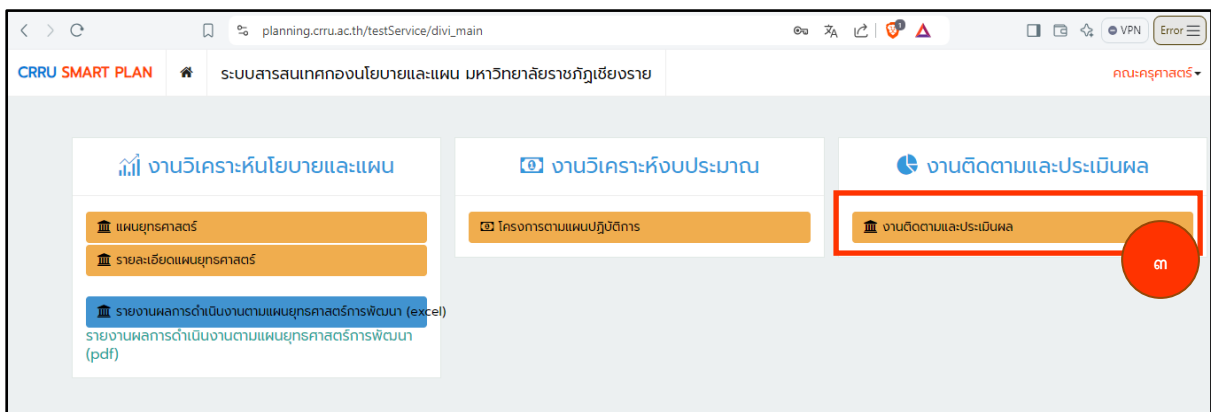 planning.crru.ac.th/testService/divi_main
VPN
Error
CRRU SMART PLAN
ระบบสารสนเทศกองนโยบายและแผน มหาวิทยาลัยราชภัฏเชียงราย
คณะครุศาสตร์
งานวิเคราะห์นโยบายและแผน
แผนยุทธศาสตร์
รายละเอียดแผนยุทธศาสตร์
รายงานผลการดำเนินงานตามแผนยุทธศาสตร์การพัฒนา (excel)
รายงานผลการดำเนินงานตามแผนยุทธศาสตร์การพัฒนา
(pdf)
งานวิเคราะห์งบประมาณ
โครงการตามแผนปฏิบัติการ
งานติดตามและประเมินผล
งานติดตามและประเมินผล
๓